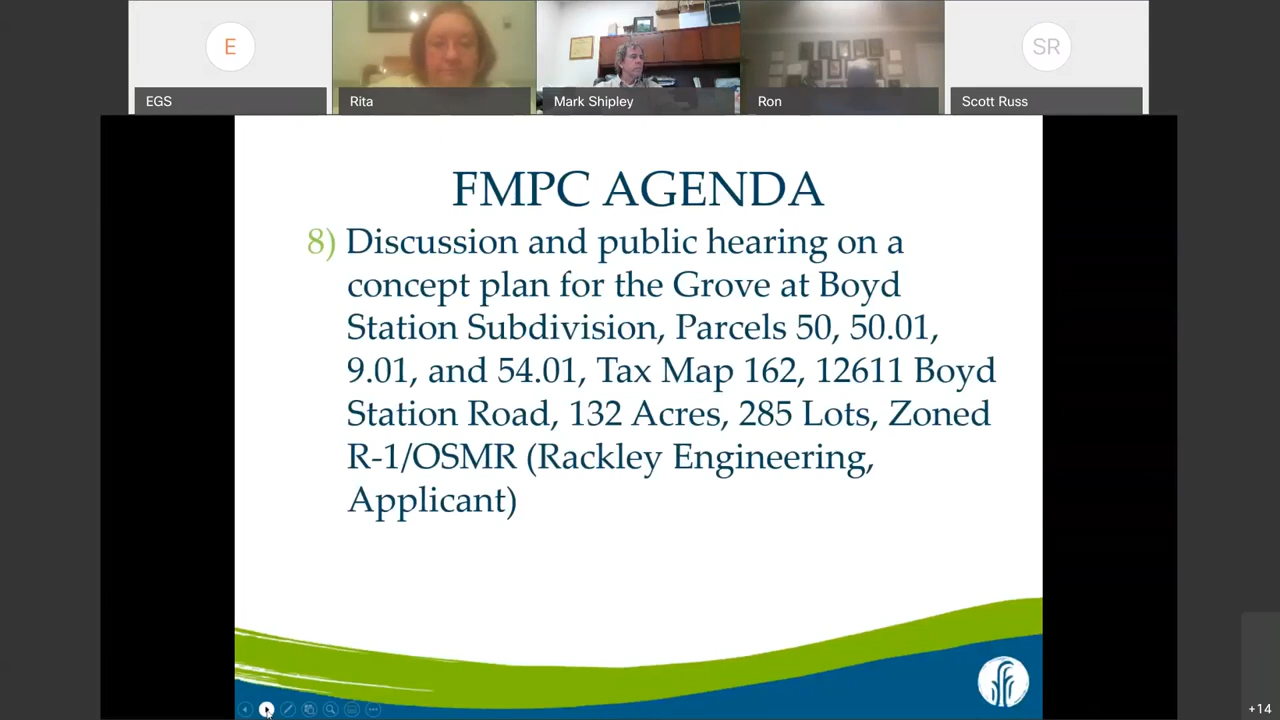 E
SR
EGS
Rita
Mark Shipley
Ron
Scott Russ
FMPC AGENDA
8) Discussion and public hearing on a
concept plan for the Grove at Boyd
Station Subdivision, Parcels 50, 50.01,
9.01, and 54.01, Tax Map 162, 12611 Boyd
Station Road, 132 Acres, 285 Lots, Zoned
R-1/OSMR (Rackley Engineering,
Applicant)
+14